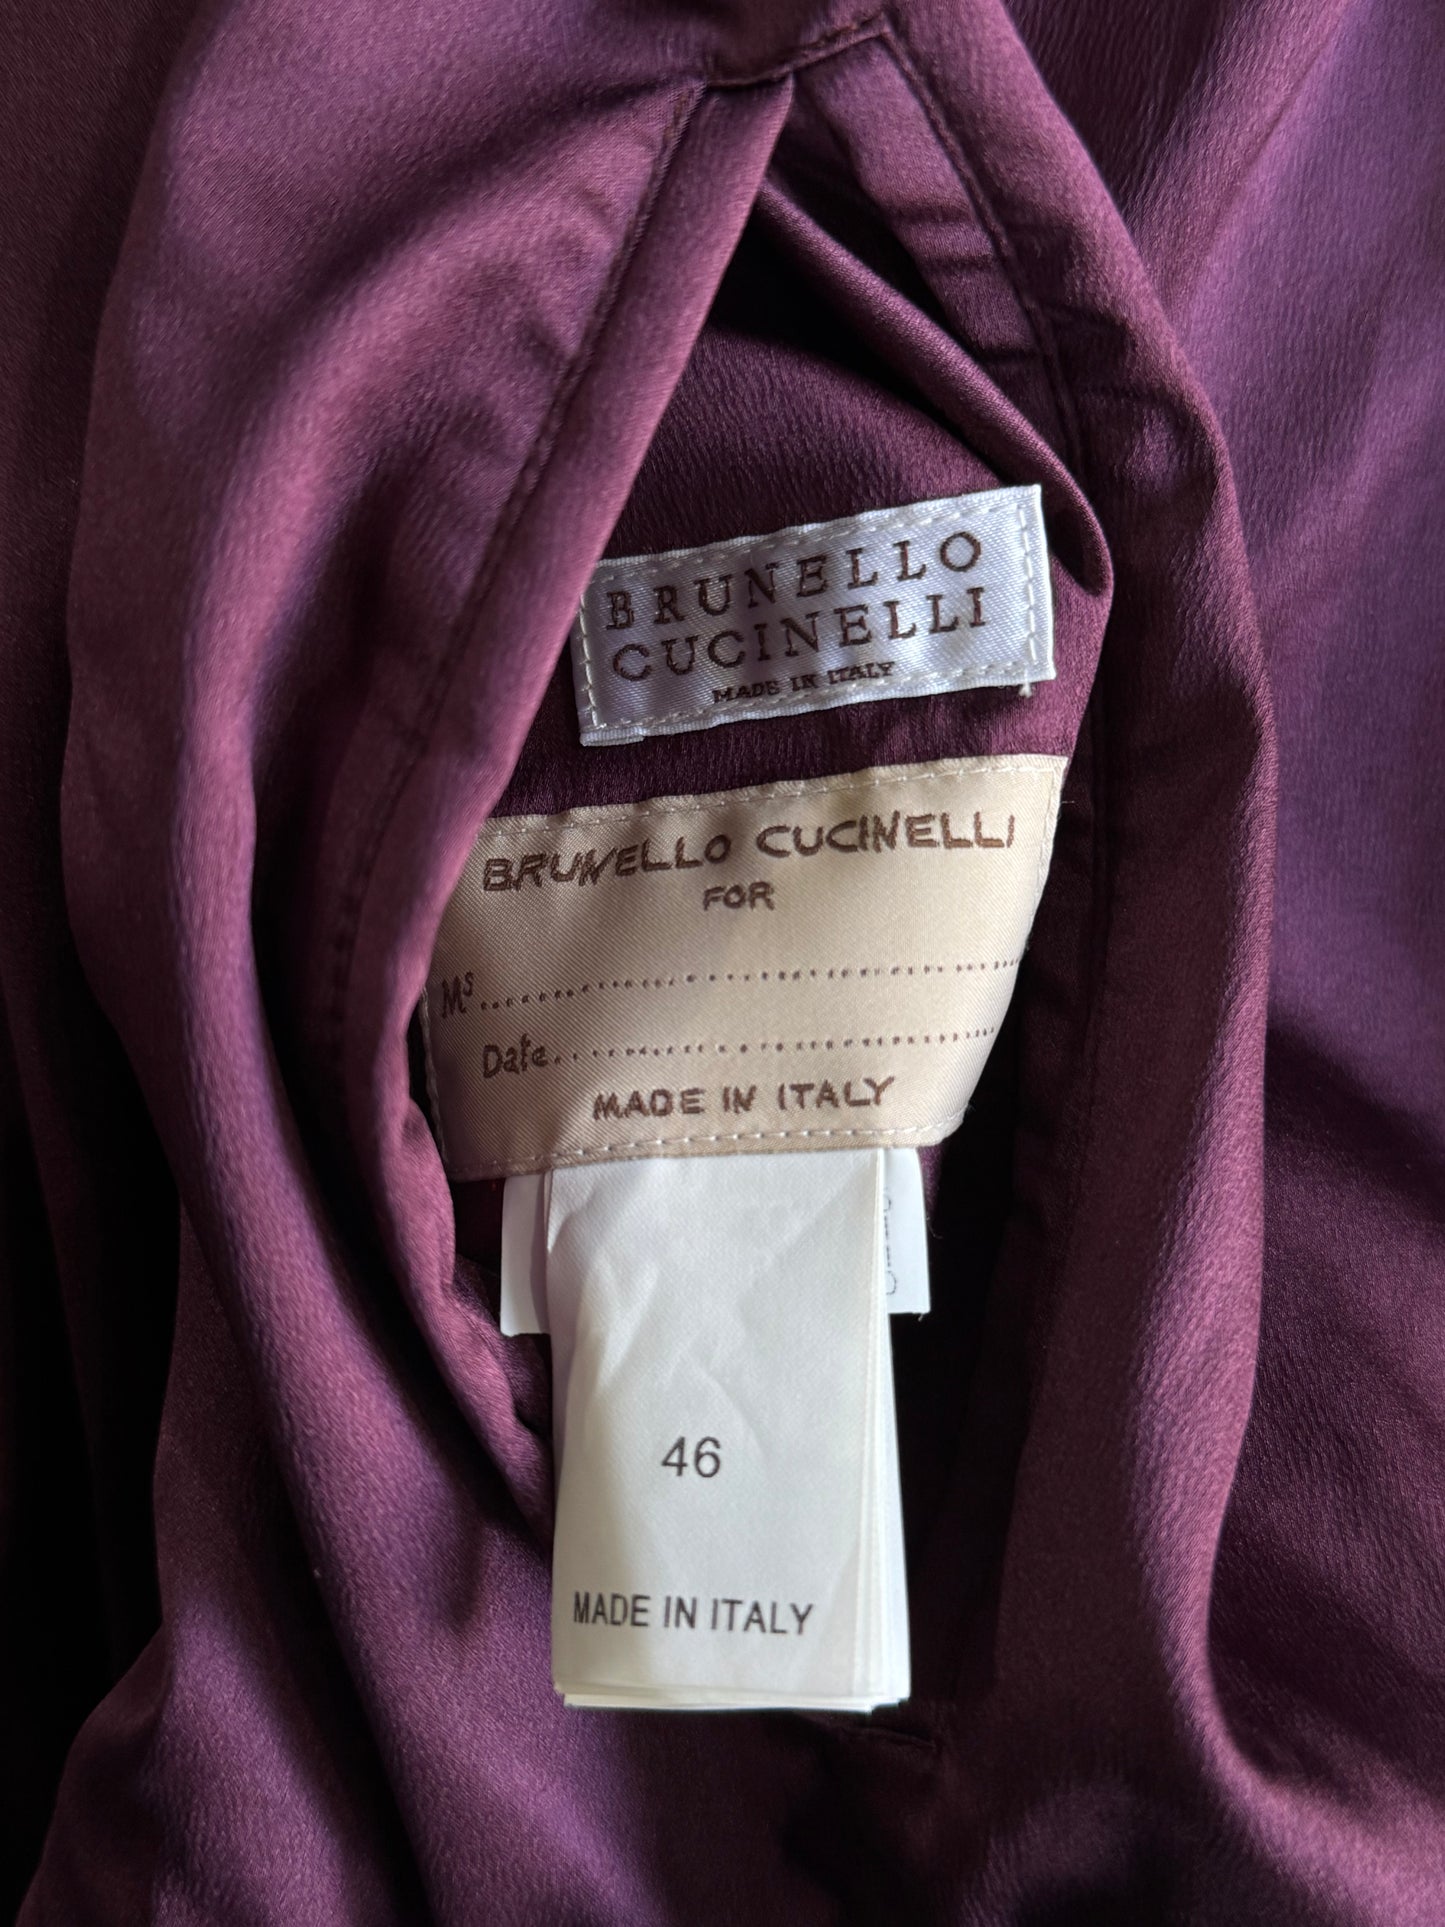 BRUNELLO
CUCINELLI
MADE IN ITALY
BRUNELLO CUCINELLI
FOR
Ms..........................................
Date..........................................
MADE IN ITALY
46
MADE IN ITALY